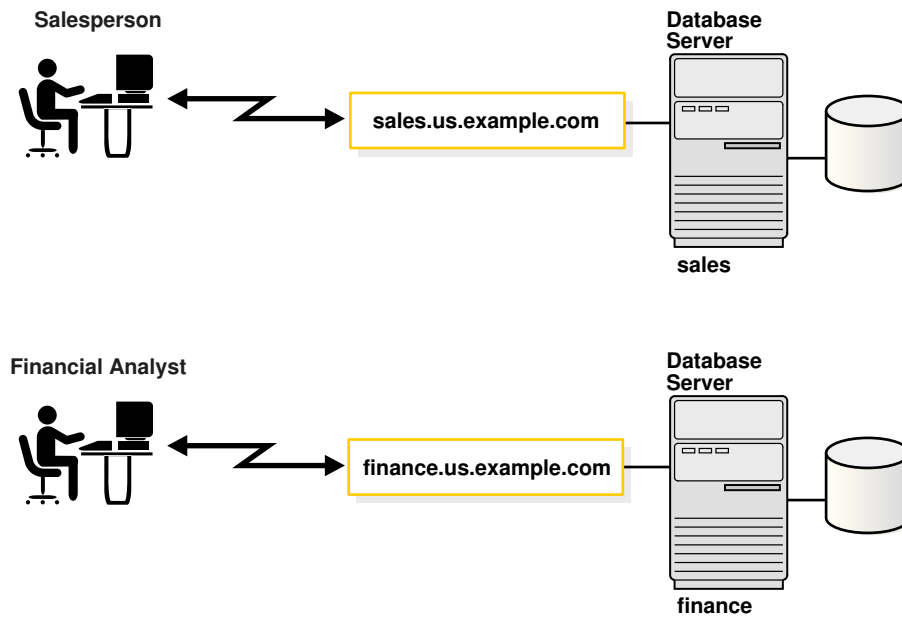 Salesperson
Database
Server
sales.us.example.com
sales
Financial Analyst
Database
Server
finance.us.example.com
finance